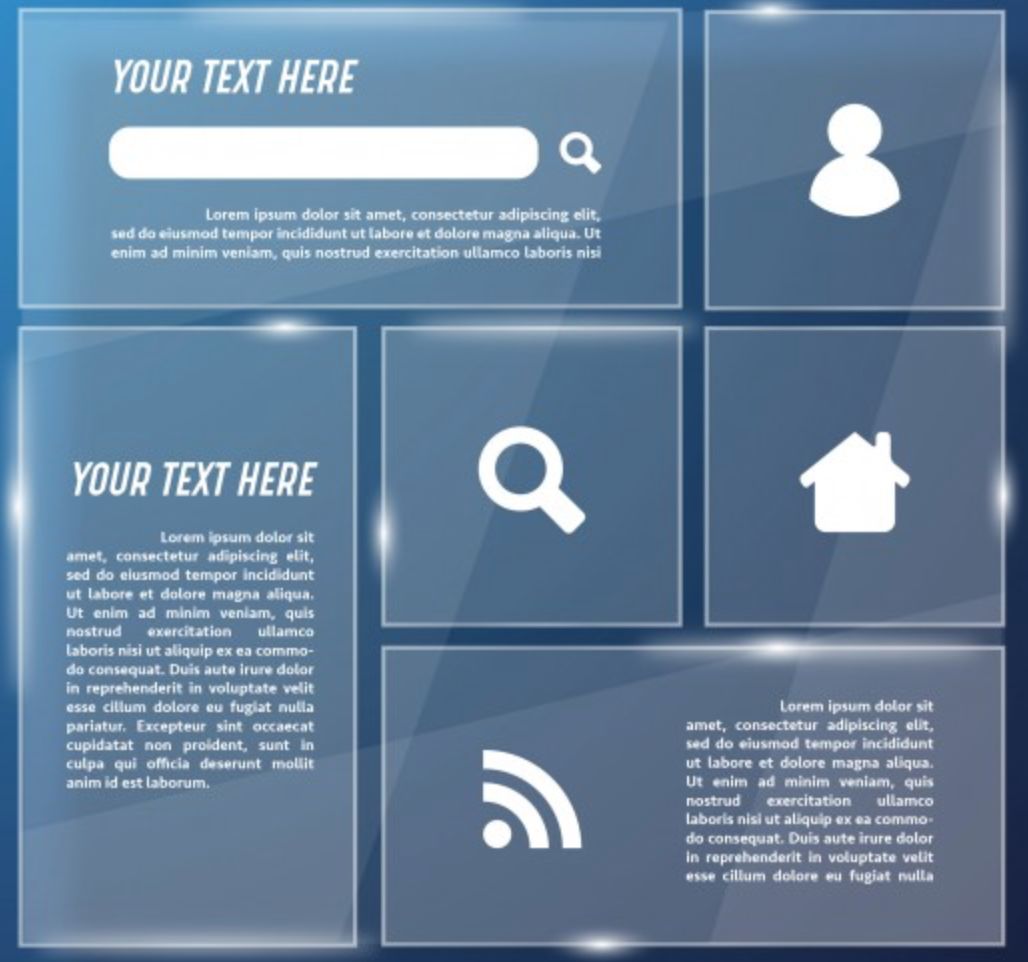 YOUR TEXT HERE
Lorem ipsum dolor sit amet, consectetur adipiscing elit,
sed do eiusmod tempor incididunt ut labore et dolore magna aliqua. Ut
enim ad minim veniam, quis nostrud exercitation ullamco laboris nisi
YOUR TEXT HERE
Lorem ipsum dolor sit
amet, consectetur adipiscing elit,
sed do eiusmod tempor incididunt
ut labore et dolore magna aliqua.
Ut enim ad minim veniam, quis
nostrud exercitation ullamco
laboris nisi ut aliquip ex ea commo-
do consequat. Duis aute irure dolor
in reprehenderit in voluptate velit
esse cillum dolore eu fugiat nulla
pariatur. Excepteur sint occaecat
cupidatat non proident, sunt in
culpa qui officia deserunt mollit
anim id est laborum.
Lorem ipsum dolor sit
amet, consectetur adipiscing elit,
sed do eiusmod tempor incididunt
ut labore et dolore magna aliqua.
Ut enim ad minim veniam, quis
nostrud exercitation ullamco
laboris nisi ut aliquip ex ea commo-
do consequat. Duis aute irure dolor
in reprehenderit in voluptate velit
esse cillum dolore eu fugiat nulla